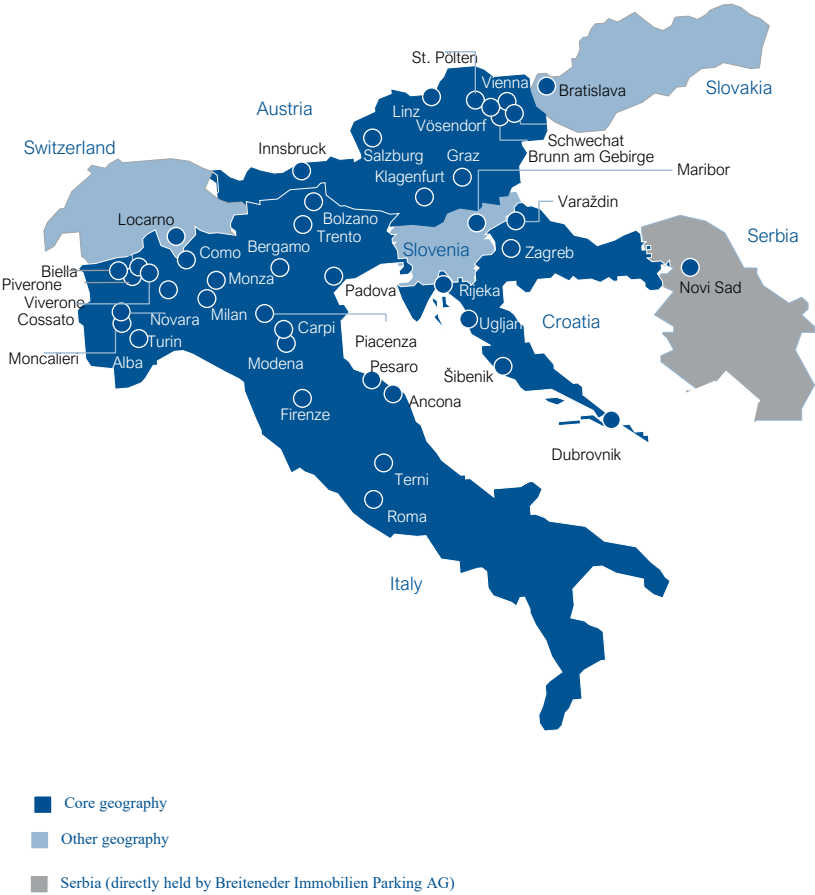 St. Pölten
Vienna
Bratislava
Slovakia
Linz
Vösendorf
Austria
Schwechat
Brunn am Gebirge
Switzerland
Innsbruck
Salzburg
Graz
Klagenfurt
Maribor
Varaždin
Locarno
Bolzano
Trento
Como
Bergamo
Slovenia
Zagreb
Serbia
Biella
Piverone
Viverone
Cossato
Monza
Padova
Rijeka
Novi Sad
Novara
Milan
Carpi
Ugljan
Croatia
Moncalieri
Alba
Turin
Modena
Piacenza
Pesaro
Šibenik
Ancona
Firenze
Dubrovnik
Terni
Roma
Italy
Core geography
Other geography
Serbia (directly held by Breiteneder Immobilien Parking AG)